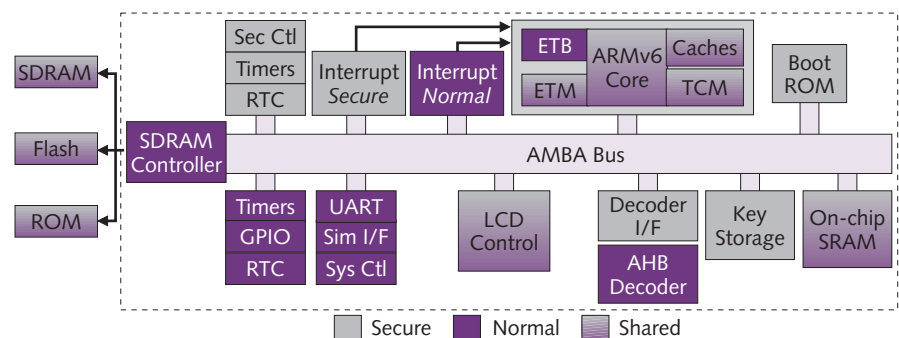 Sec Ctl
Timers
RTC
Interrupt
Secure
Interrupt
Normal
ETB
ETM
ARMv6
Core
Caches
TCM
Boot
ROM
SDRAM
Flash
ROM
SDRAM
Controller
AMBA Bus
Timers
GPIO
RTC
UART
Sim I/F
Sys Ctl
LCD
Control
Decoder
I/F
AHB
Decoder
Key
Storage
On-chip
SRAM
Secure
Normal
Shared